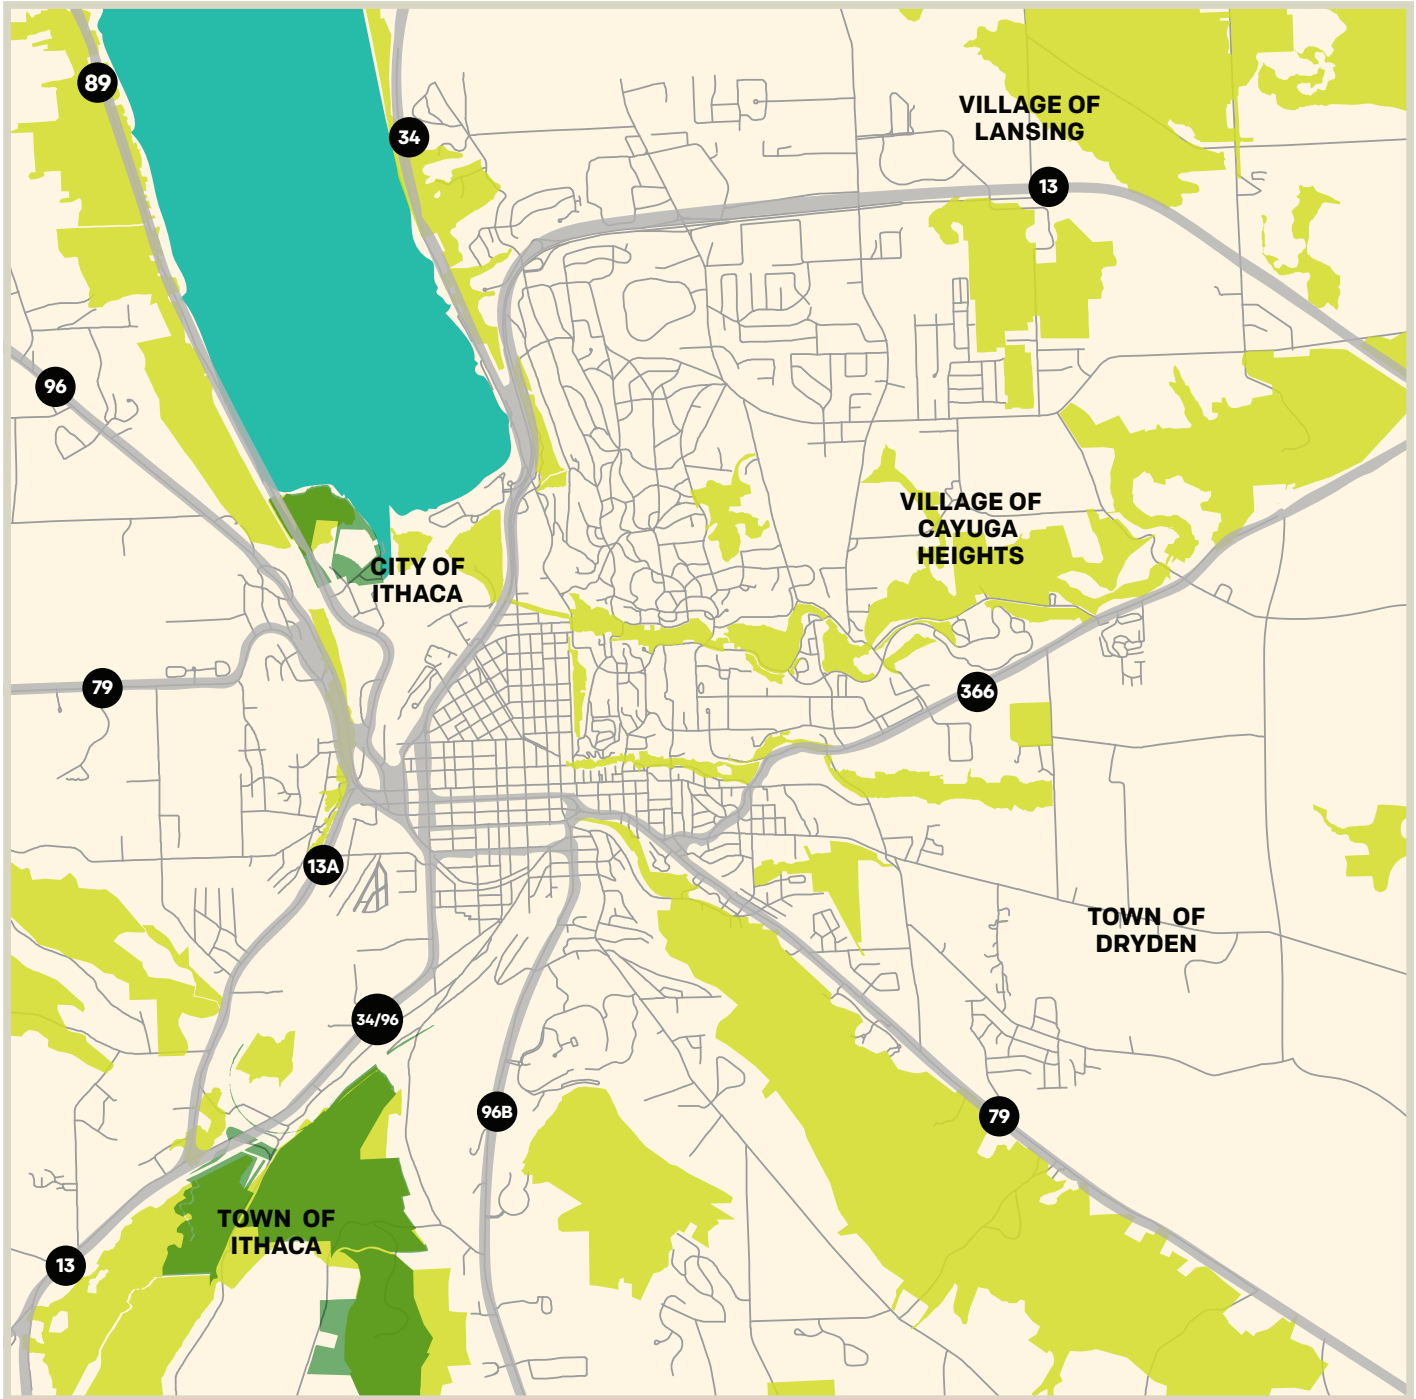 89
34
VILLAGE OF
LANSING
13
96
VILLAGE OF
CAYUGA
HEIGHTS
CITY OF
ITHACA
79
366
13A
TOWN OF
DRYDEN
34/96
96B
79
TOWN OF
ITHACA
13